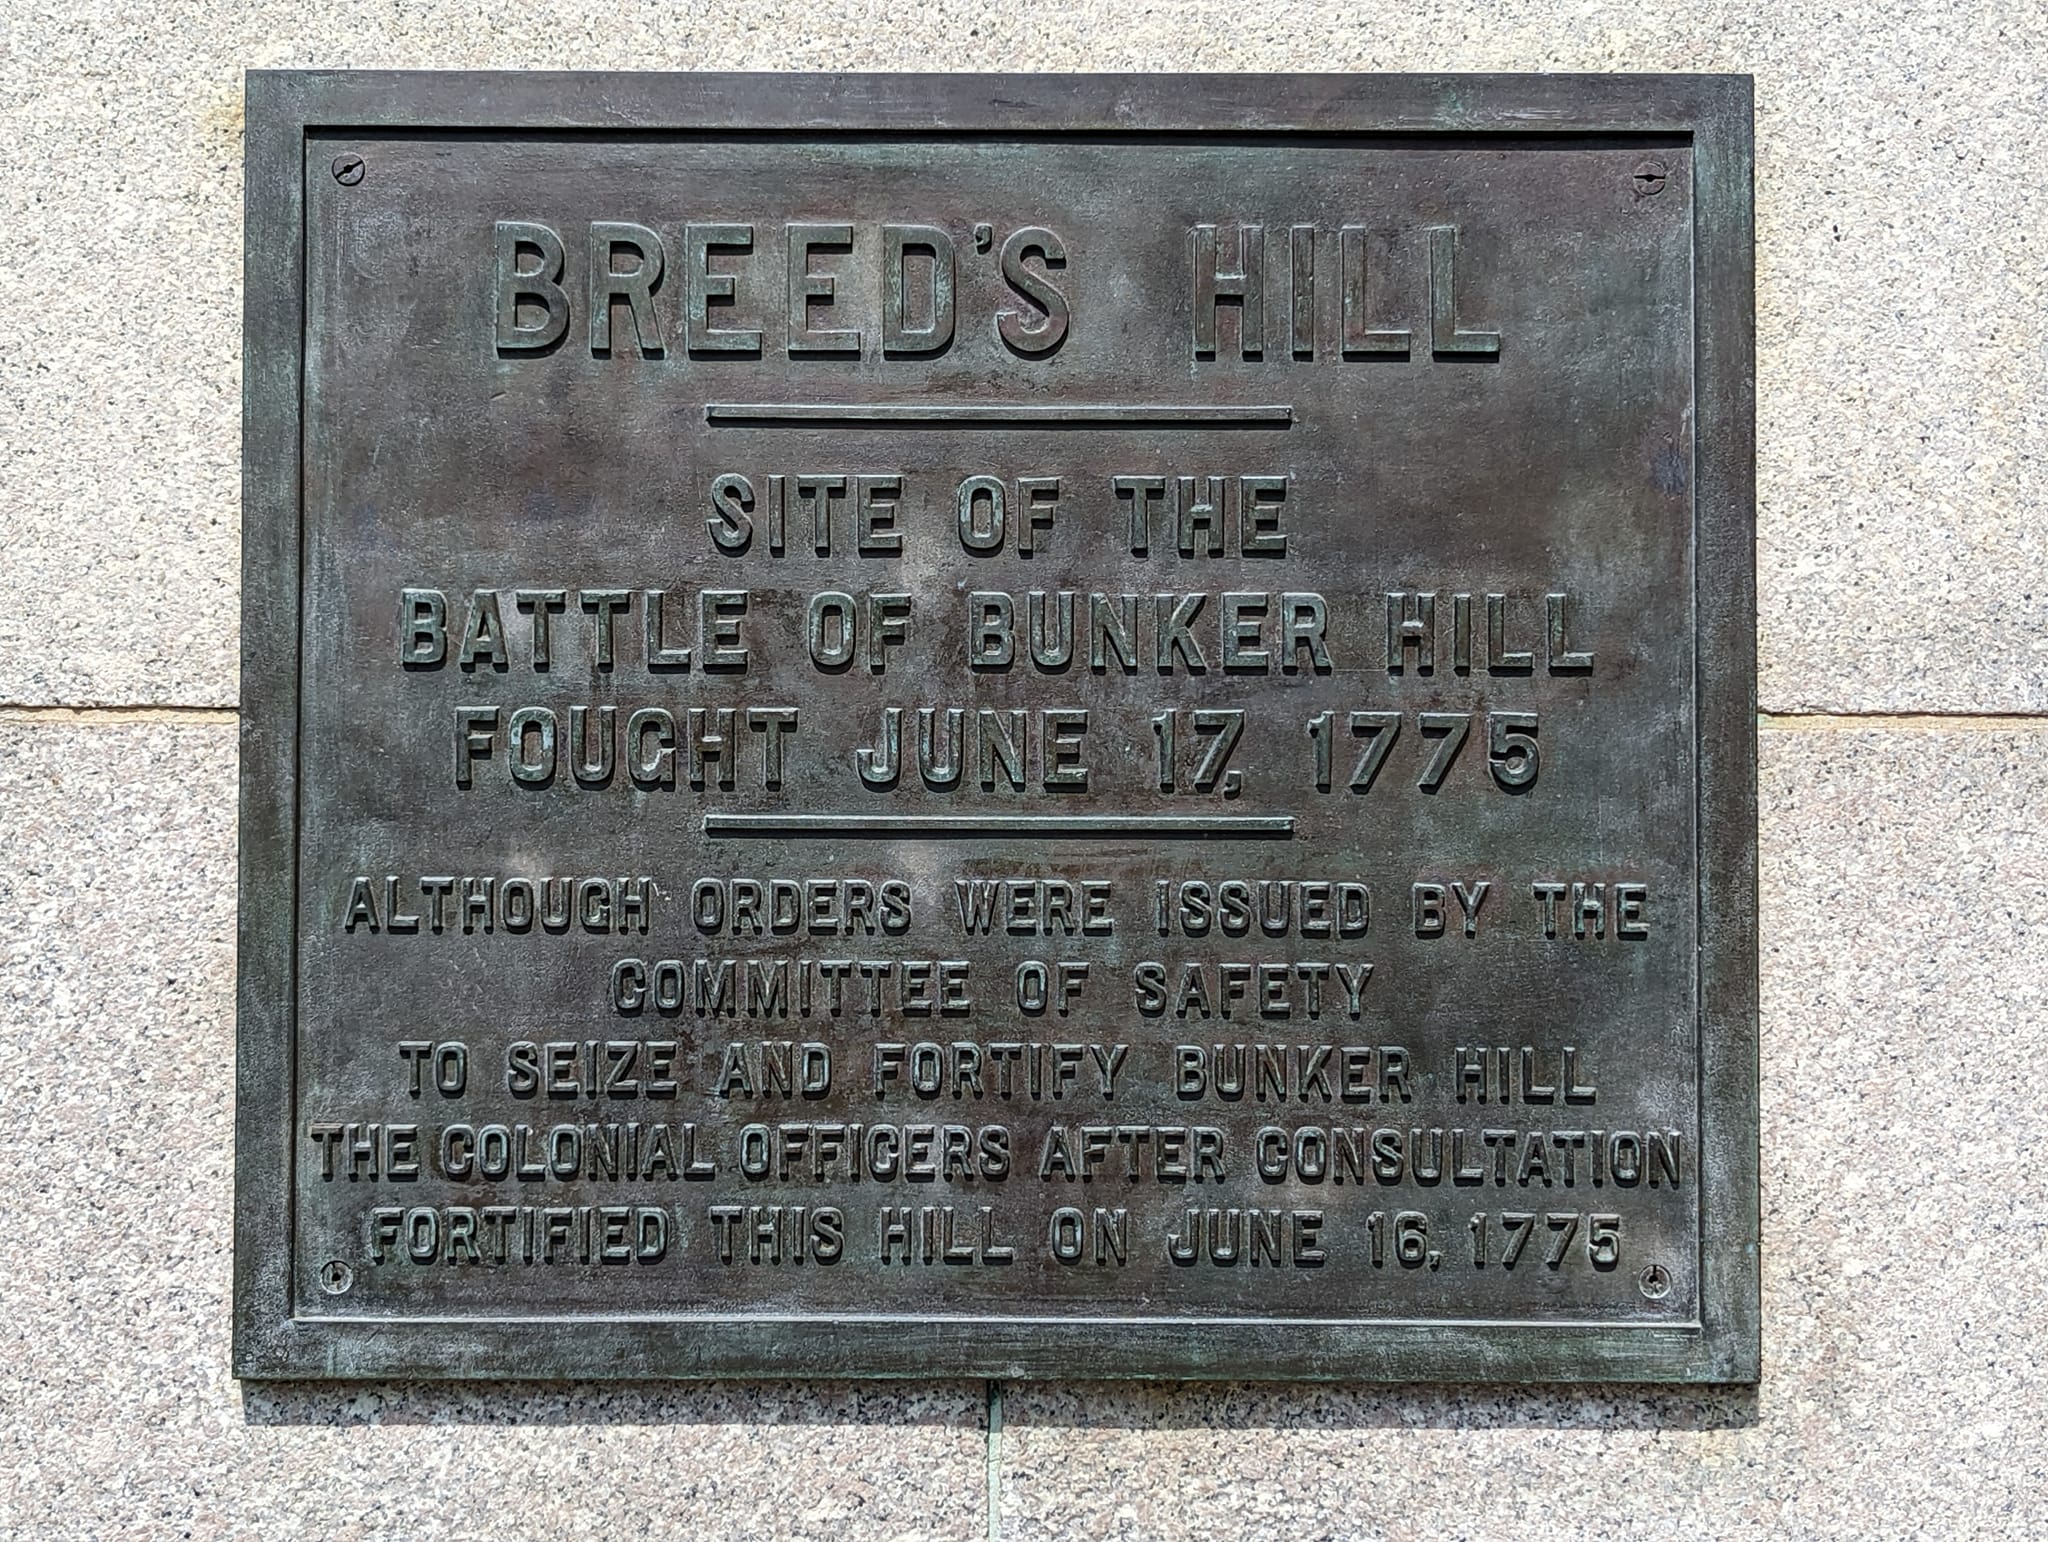 BREED'S HILL
SITE OF THE
BATTLE OF BUNKER HILL
FOUGHT JUNE 17, 1775
ALTHOUGH ORDERS WERE ISSUED BY THE
COMMITTEE OF SAFETY
TO SEIZE AND FORTIFY BUNKER HILL
THE COLONIAL OFFICERS AFTER CONSULTATION
FORTIFIED THIS HILL ON JUNE 16, 1775